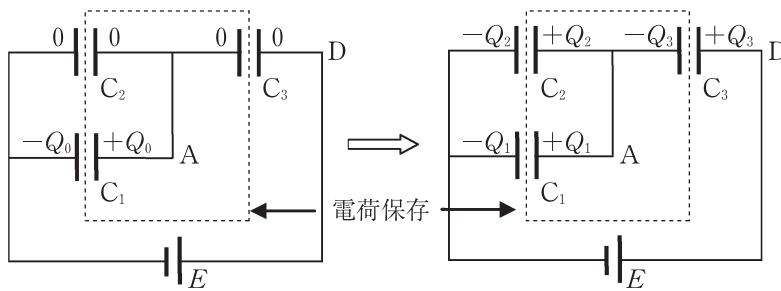 0 0 0 0 D
C₂ C₃
−Q₀ +Q₀ A
C₁
E
電荷保存
−Q₂ +Q₂ −Q₃ +Q₃ D
C₂ C₃
−Q₁ +Q₁ A
C₁
E